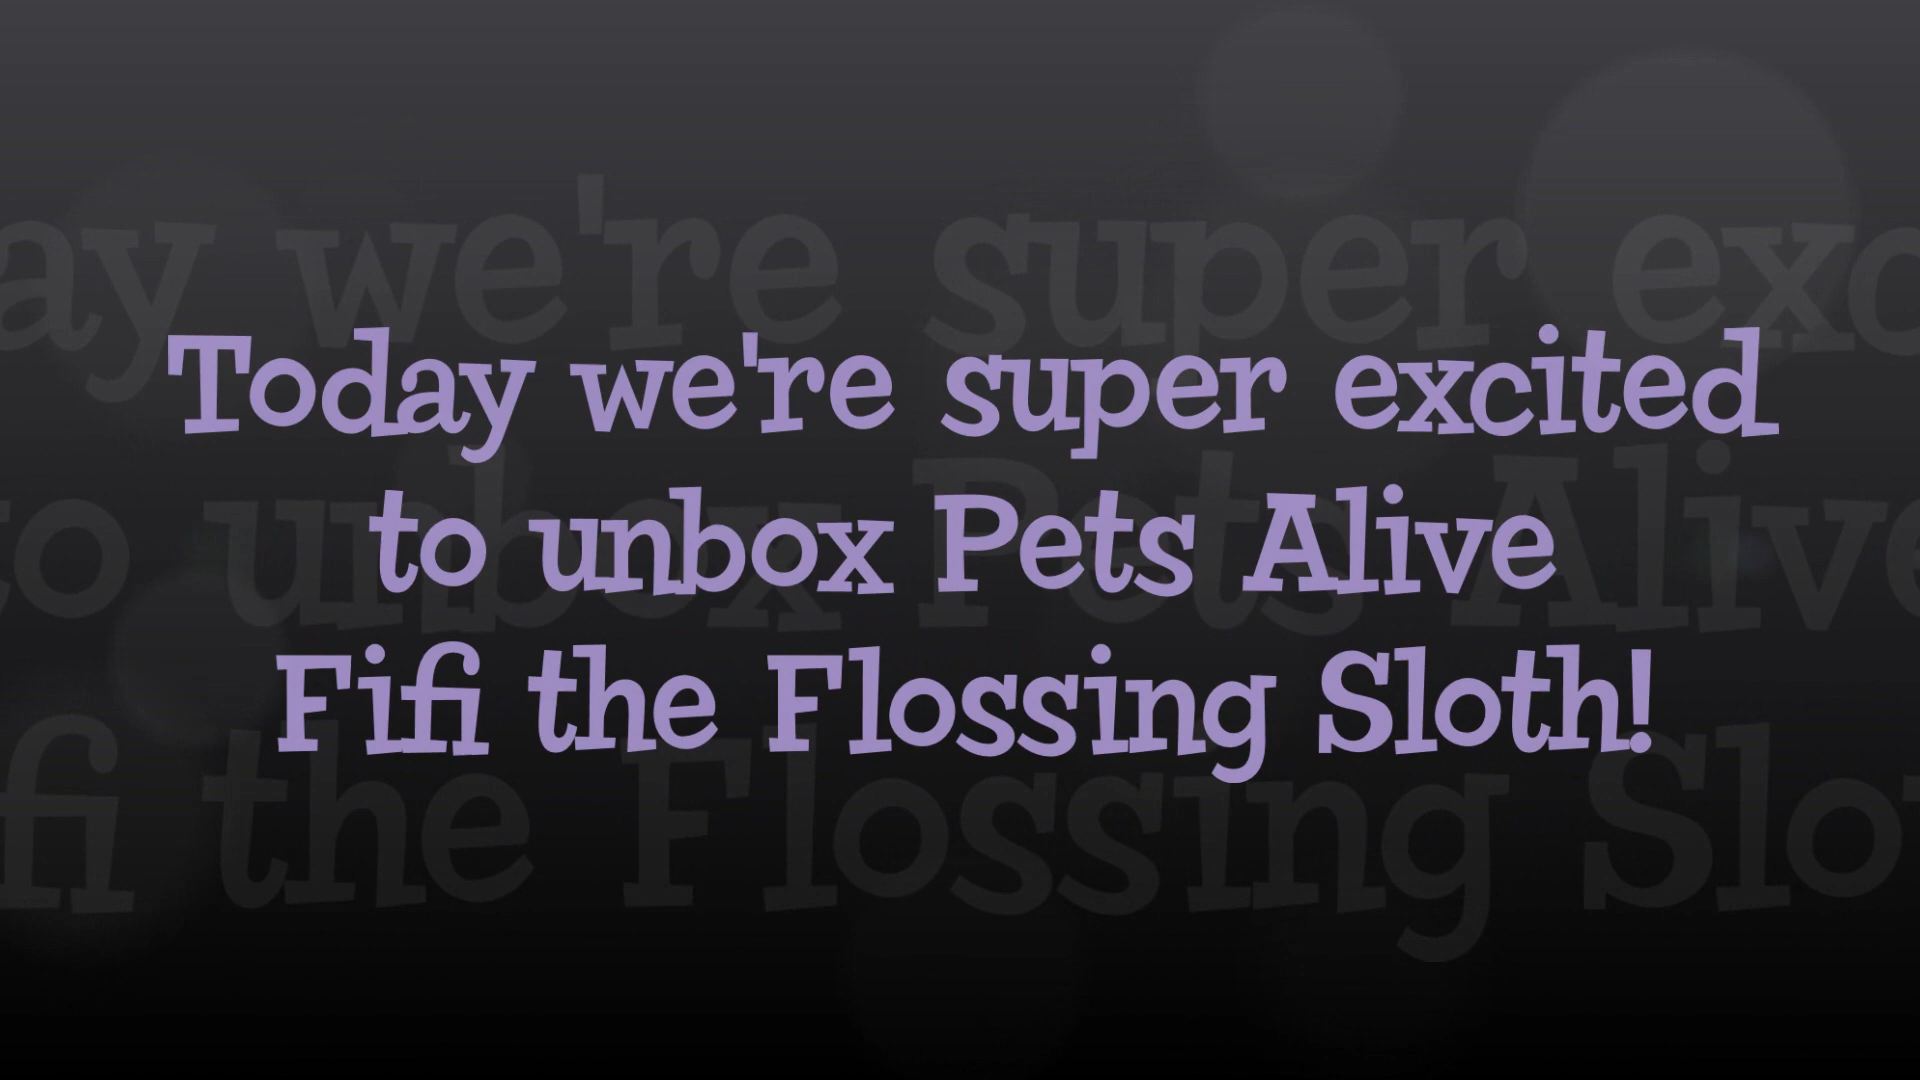 Today we're super excited
to unbox Pets Alive
Fifi the Flossing Sloth!